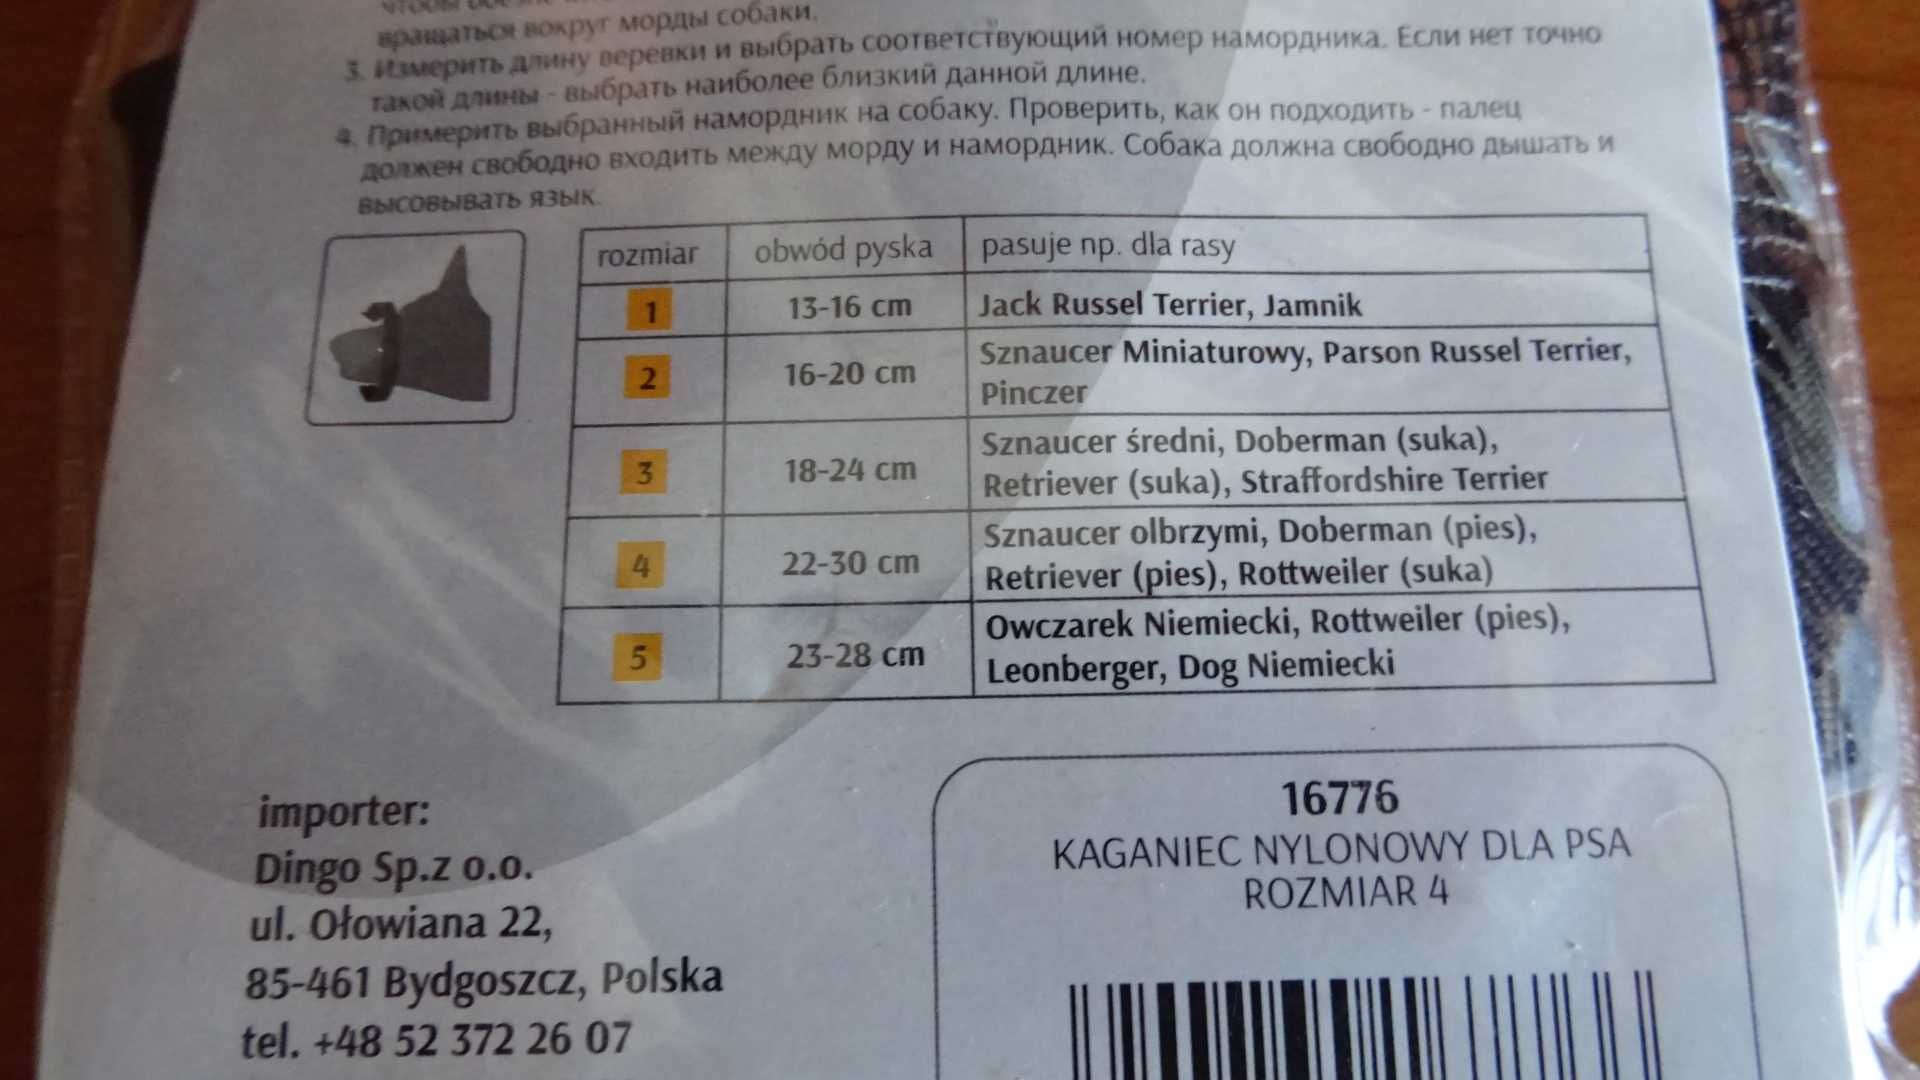 чтобы
вращаться вокруг морды собаки.
3. Измерить длину веревки и выбрать соответствующий номер намордника. Если нет точно
такой длины - выбрать наиболее близкий данной длине.
4. Примерить выбранный намордник на собаку. Проверить, как он подходить - палец
должен свободно входить между морду и намордник. Собака должна свободно дышать и
высовывать язык.
rozmiar obwód pyska pasuje np. dla rasy
1 13-16 cm Jack Russel Terrier, Jamnik
2 16-20 cm Sznaucer Miniaturowy, Parson Russel Terrier,
Pinczer
3 18-24 cm Sznaucer średni, Doberman (suka),
Retriever (suka), Straffordshire Terrier
4 22-30 cm Sznaucer olbrzymi, Doberman (pies),
Retriever (pies), Rottweiler (suka)
5 23-28 cm Owczarek Niemiecki, Rottweiler (pies),
Leonberger, Dog Niemiecki
importer:
Dingo Sp.z o.o.
ul. Ołowiana 22,
85-461 Bydgoszcz, Polska
tel. +48 52 372 26 07
16776
KAGANIEC NYLONOWY DLA PSA
ROZMIAR 4